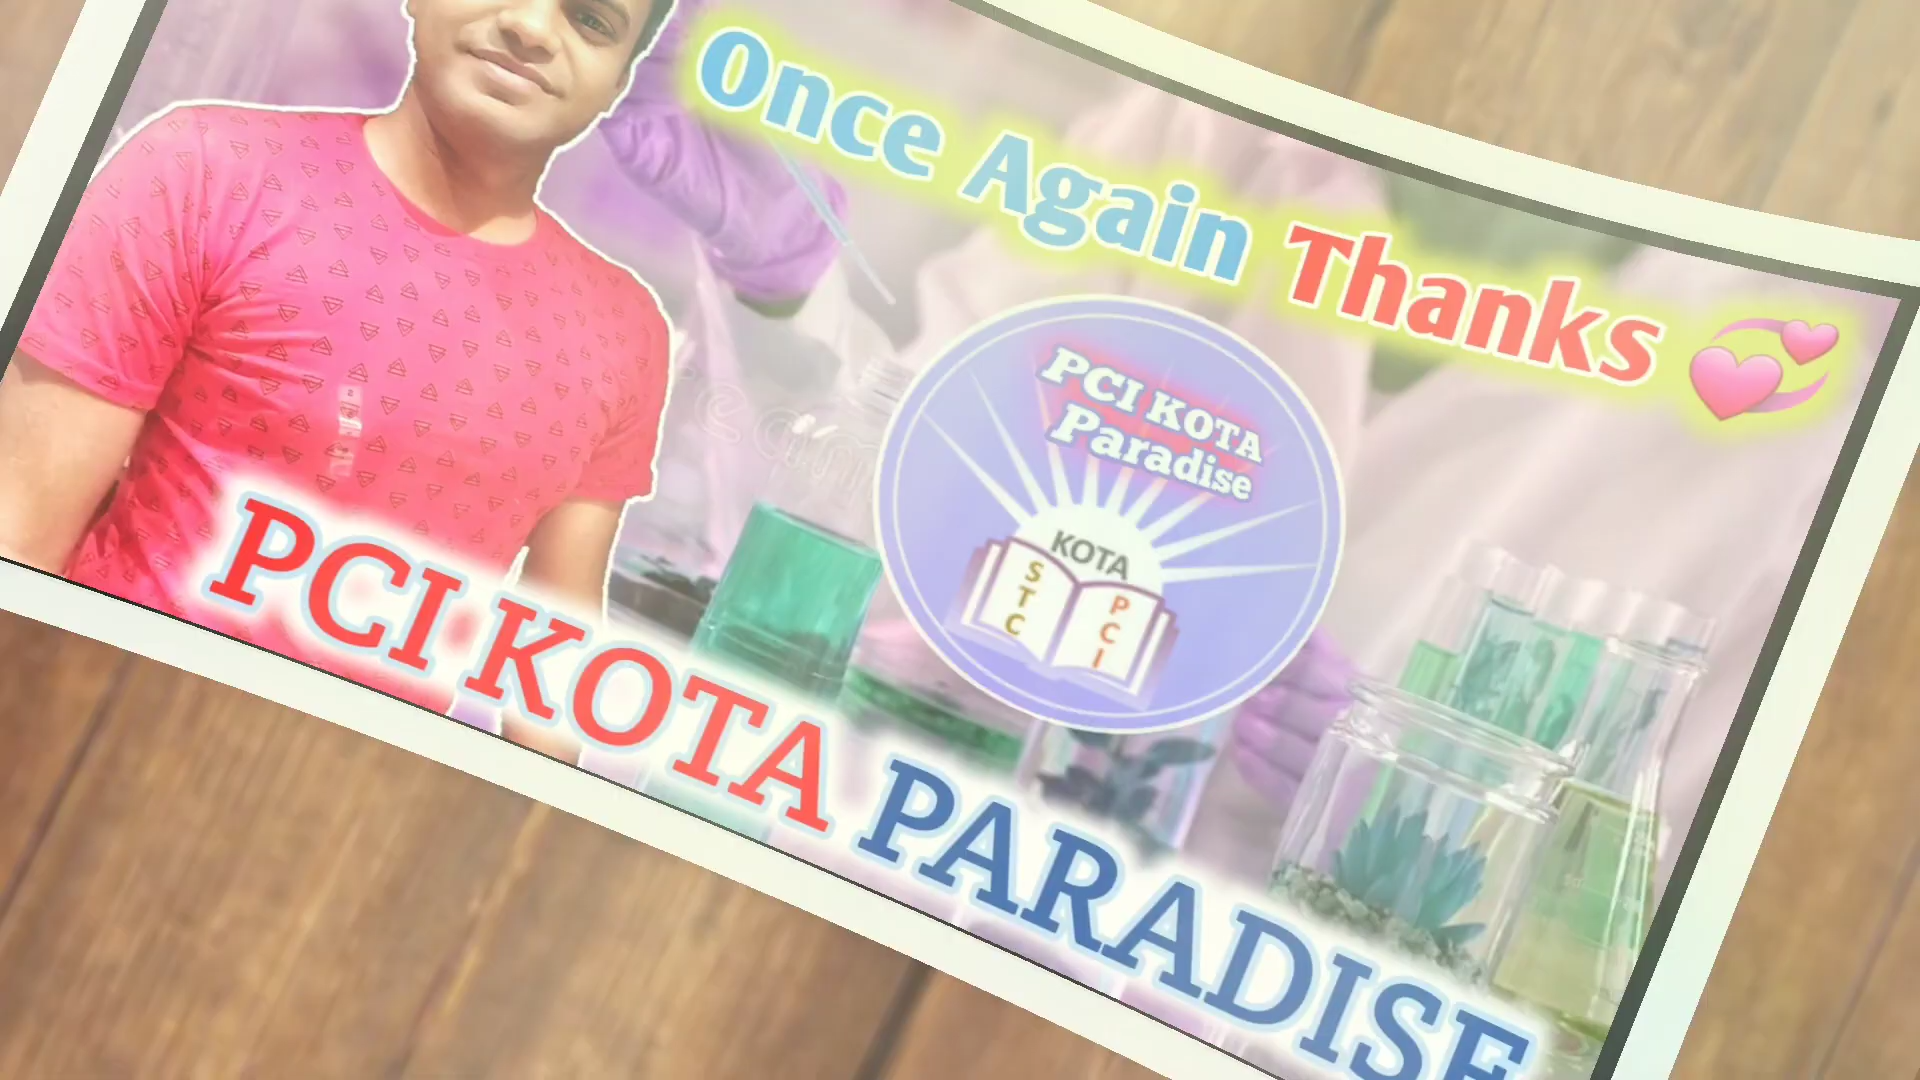 Once Again Thanks 💞
PCI KOTA
Paradise
KOTA
STC
PCI
PCI KOTA PARADISE